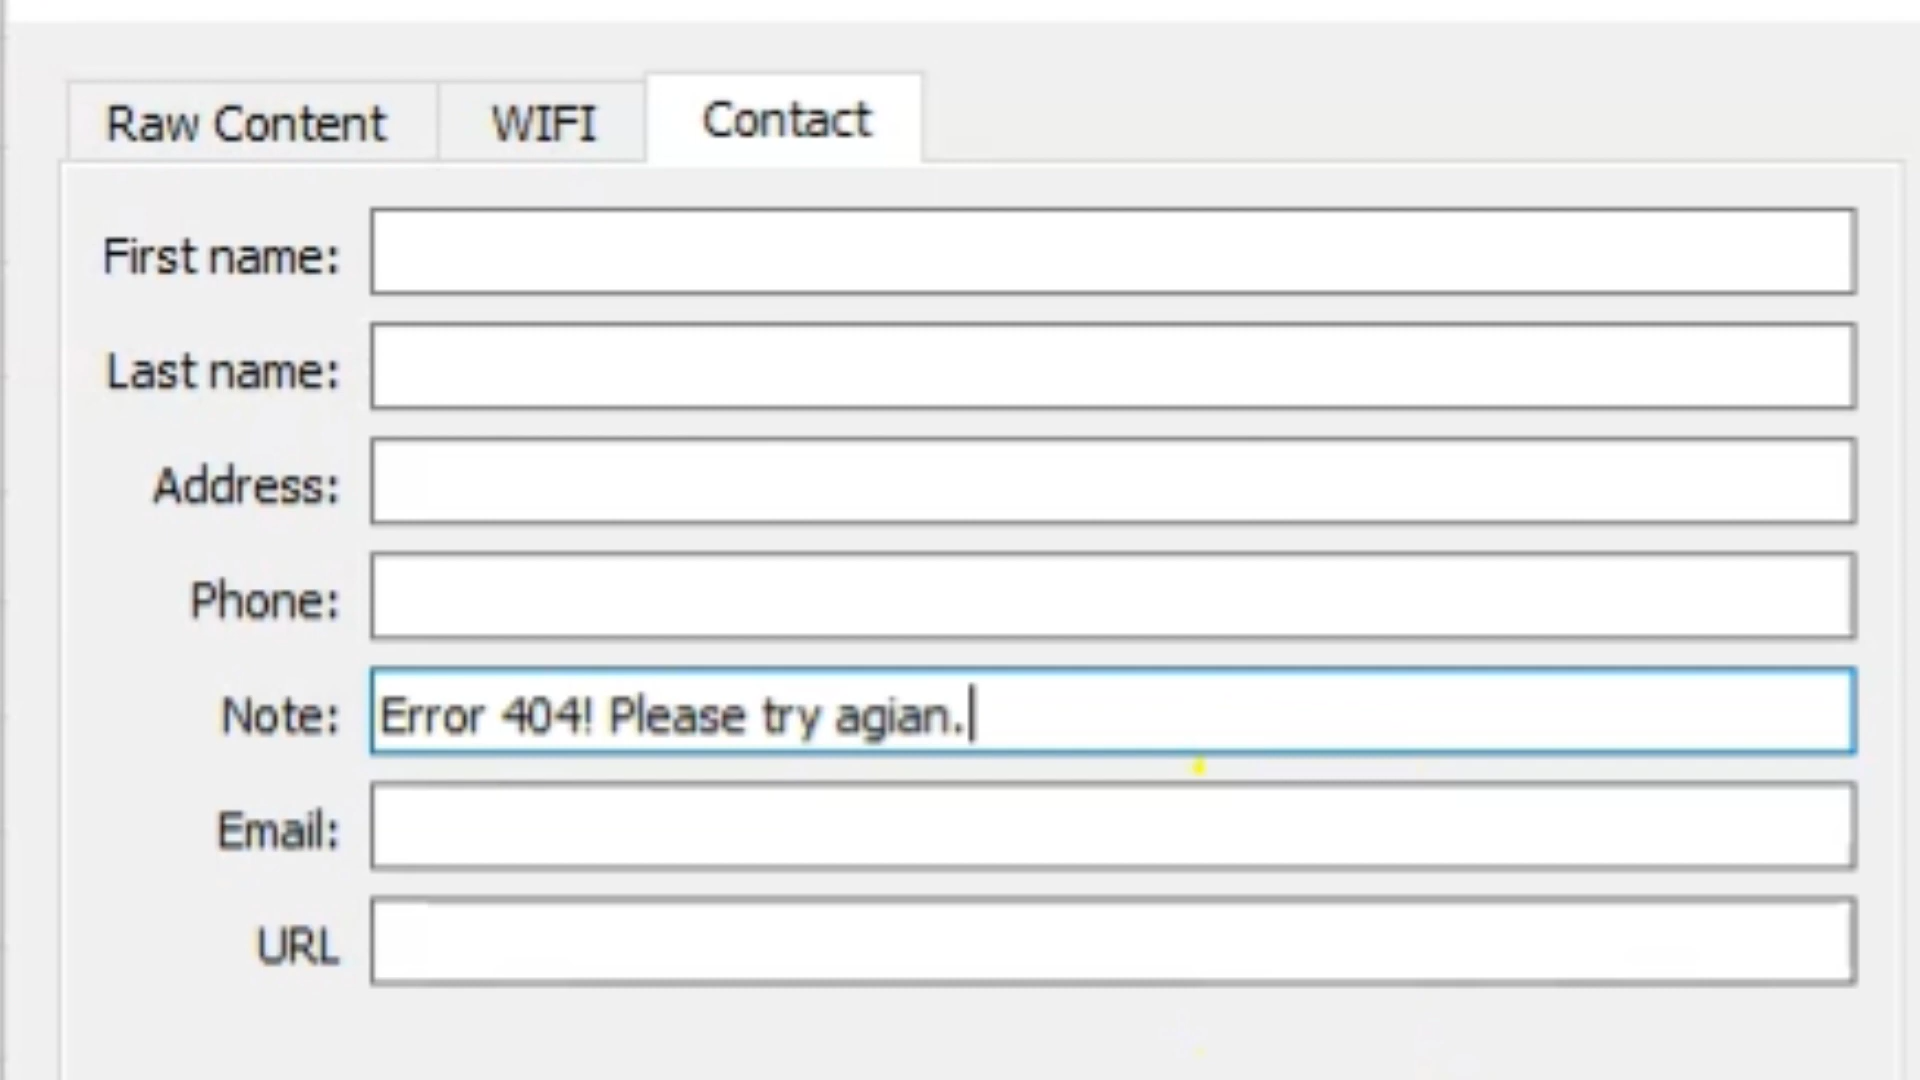 Raw Content WIFI Contact
First name:
Last name:
Address:
Phone:
Note: Error 404! Please try agian.
Email:
URL